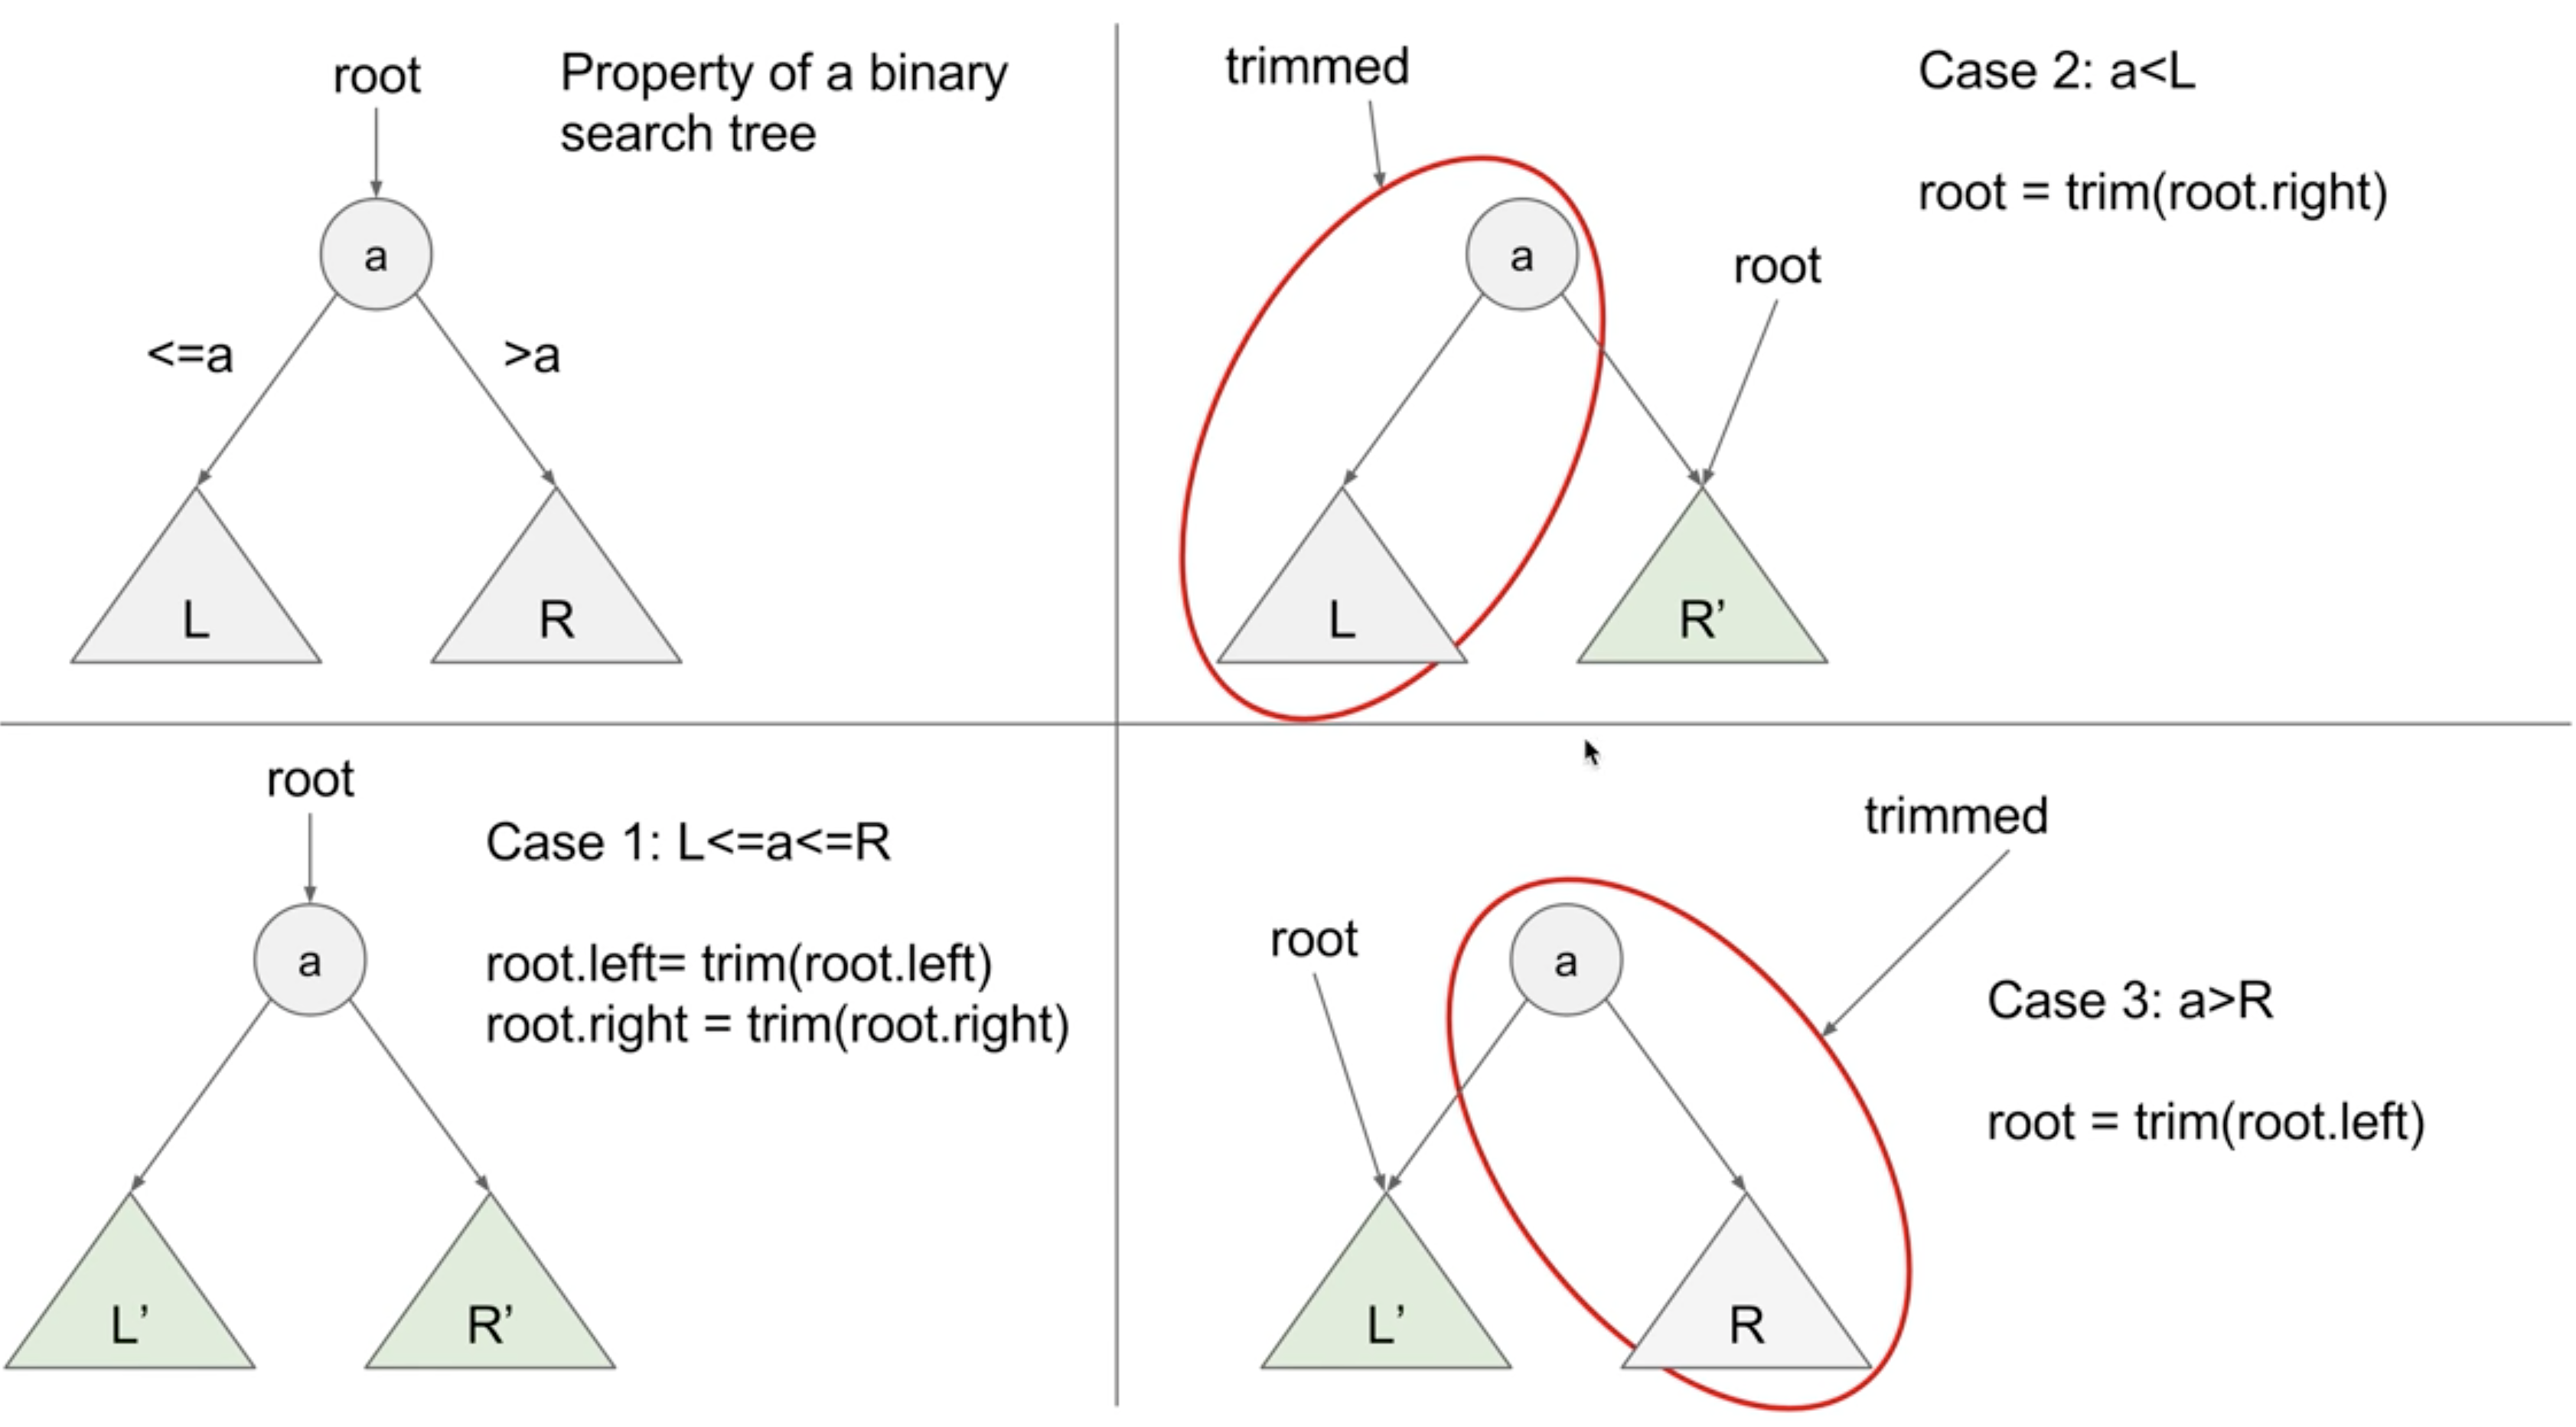 root
Property of a binary
search tree
a
<=a
>a
L
R
trimmed
Case 2: a<L
root = trim(root.right)
a
root
L
R’
root
Case 1: L<=a<=R
a
root.left= trim(root.left)
root.right = trim(root.right)
L’
R’
trimmed
root
a
Case 3: a>R
root = trim(root.left)
L’
R